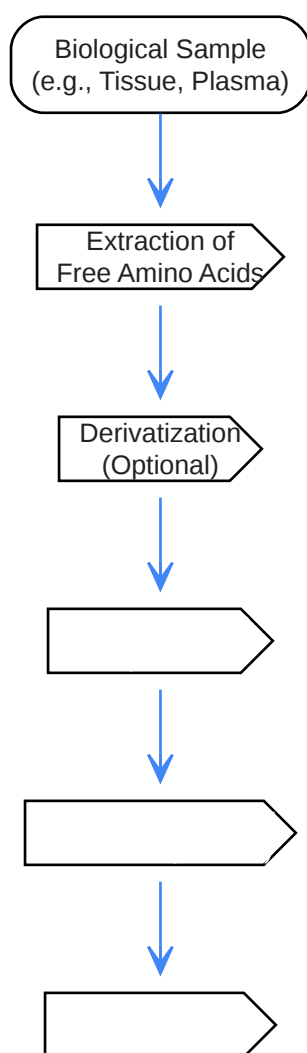 Biological Sample
(e.g., Tissue, Plasma)
Extraction of
Free Amino Acids
Derivatization
(Optional)